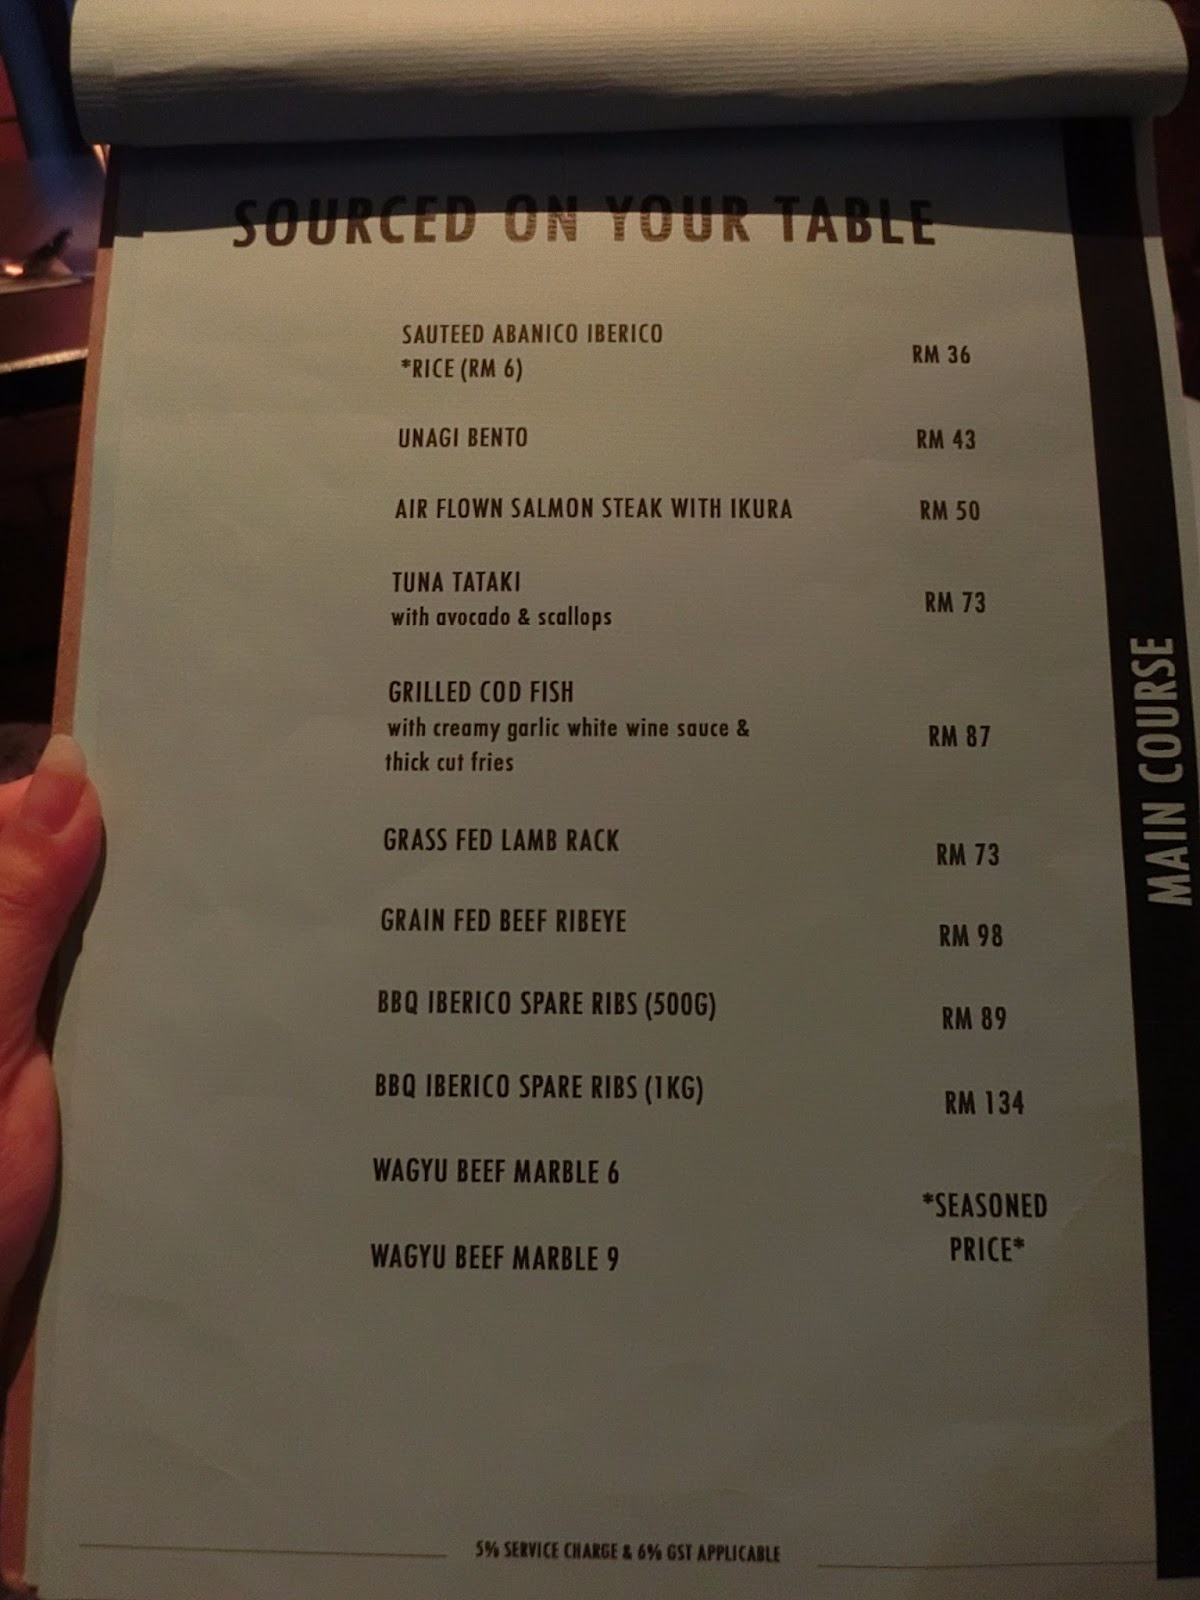 SOURCED ON YOUR TABLE
SAUTEED ABANICO IBERICO
*RICE (RM 6)
RM 36
UNAGI BENTO
RM 43
AIR FLOWN SALMON STEAK WITH IKURA
RM 50
TUNA TATAKI
with avocado & scallops
RM 73
GRILLED COD FISH
with creamy garlic white wine sauce &
thick cut fries
RM 87
GRASS FED LAMB RACK
RM 73
GRAIN FED BEEF RIBEYE
RM 98
BBQ IBERICO SPARE RIBS (500G)
RM 89
BBQ IBERICO SPARE RIBS (1KG)
RM 134
WAGYU BEEF MARBLE 6
WAGYU BEEF MARBLE 9
*SEASONED
PRICE*
MAIN COURSE
5% SERVICE CHARGE & 6% GST APPLICABLE